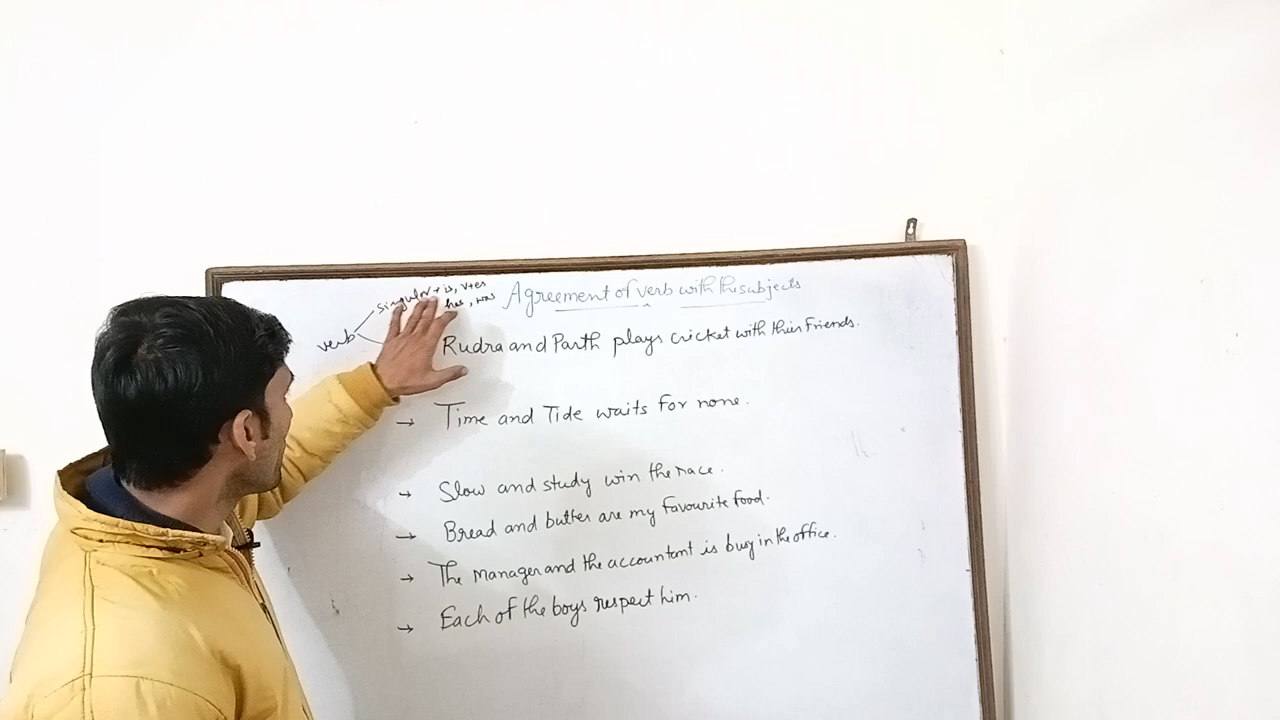 singular + is, v+es
has, was
verb
Agreement of verb with the subjects
Rudra and Parth plays cricket with their Friends.
→ Time and Tide waits for none.
→ Slow and study win the race.
→ Bread and butter are my favourite food.
→ The Manager and the accountant is busy in the office.
→ Each of the boys respect him.